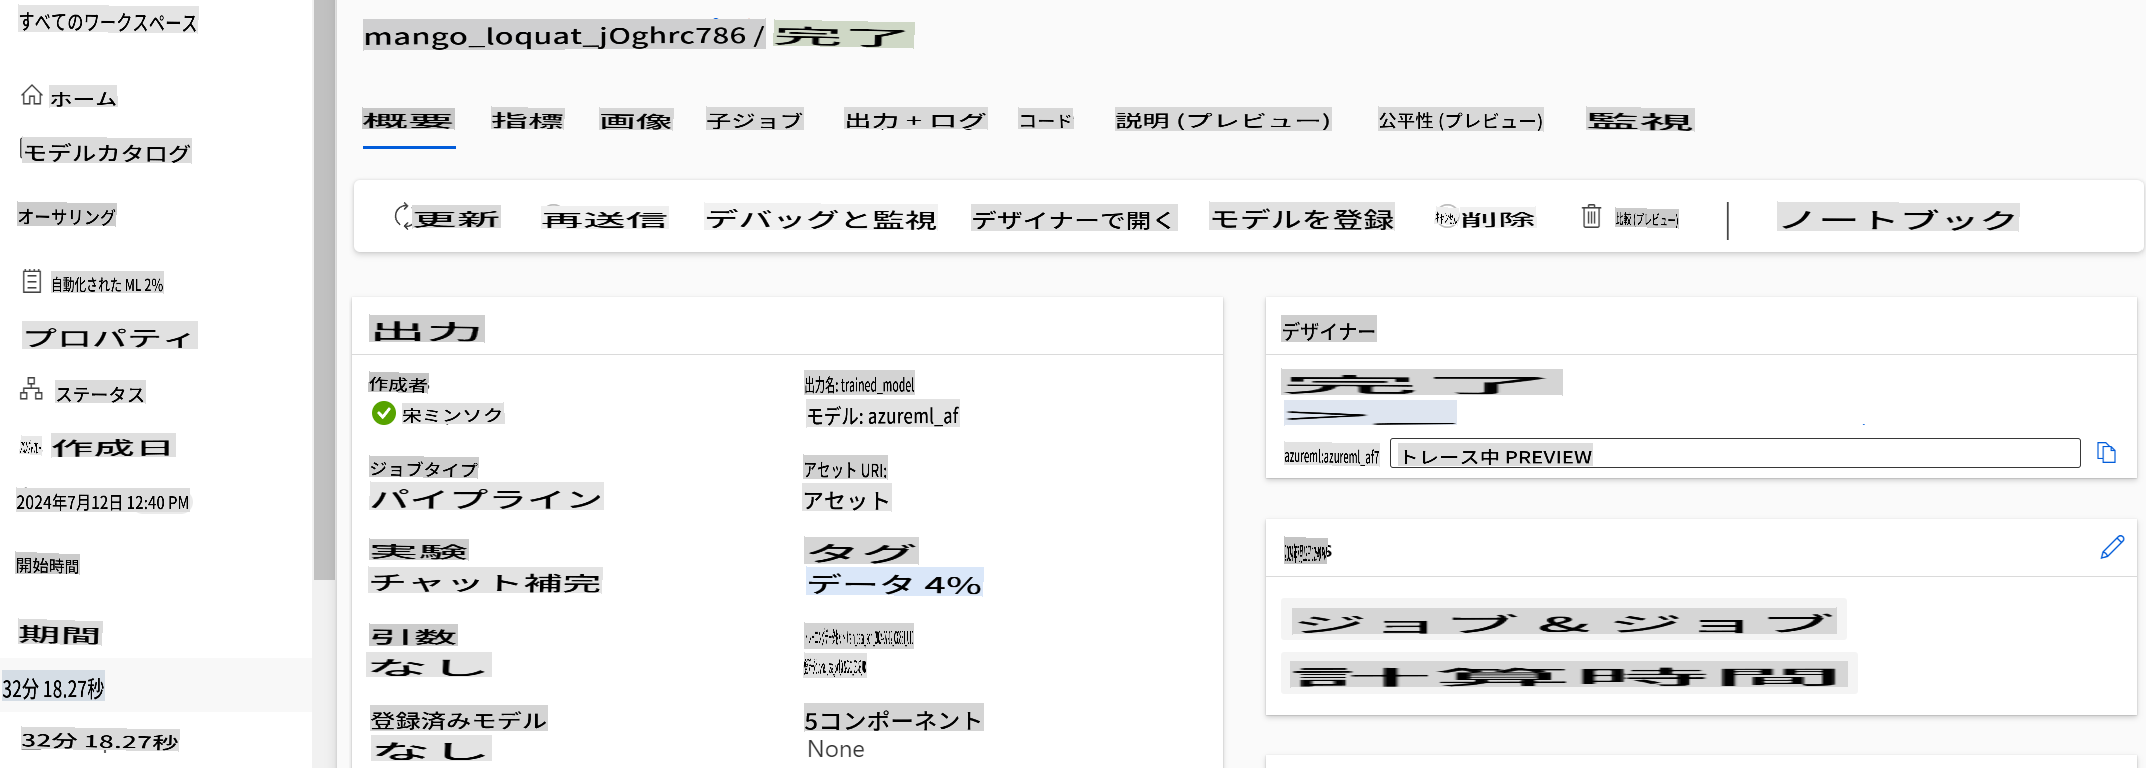 すべてのワークスペース
ホーム
モデルカタログ
オーサリング
自動化された ML 2%
プロパティ
ステータス
作成日
2024年7月12日 12:40 PM
開始時間
期間
32分 18.27秒
32分 18.27秒
mango_loquat_jOghrc786 / 完了
概要 指標 画像 子ジョブ 出力 + ログ コード 説明 (プレビュー) 公平性 (プレビュー) 監視
更新 再送信 デバッグと監視 デザイナーで開く モデルを登録 削除 比較 (プレビュー) ノートブック
出力
作成者
宋ミンソク
ジョブタイプ
パイプライン
実験
チャット補完
引数
なし
登録済みモデル
なし
出力名: trained_model
モデル: azureml_af
アセット URI:
アセット
タグ
データ 4%
5コンポーネント
None
デザイナー
完了
azureml:azureml_af7 トレース中 PREVIEW
ジョブ & ジョブ
計算時間